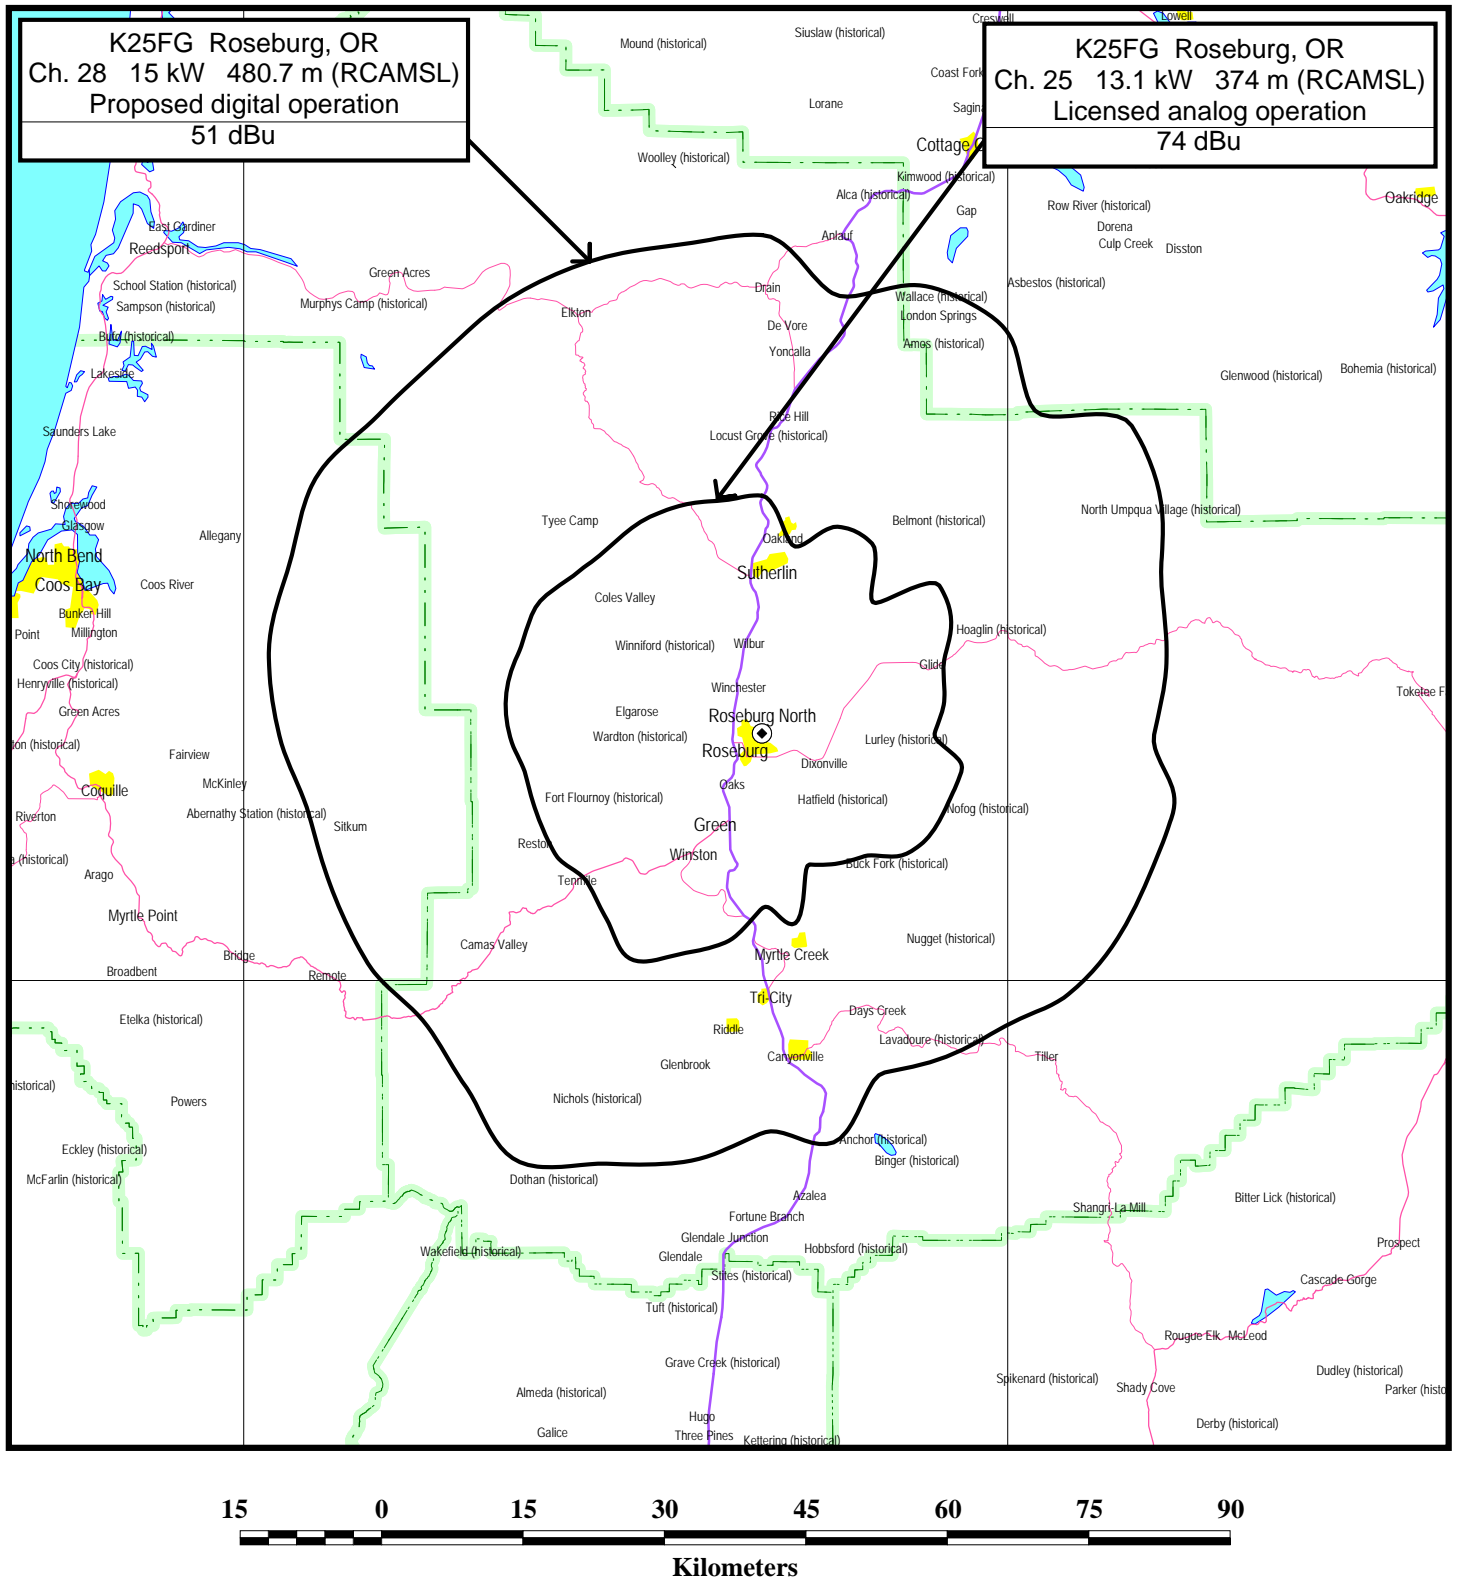 K25FG Roseburg, OR
Ch. 28 15 kW 480.7 m (RCAMSL)
Proposed digital operation
51 dBu
K25FG Roseburg, OR
Ch. 25 13.1 kW 374 m (RCAMSL)
Licensed analog operation
74 dBu
Creswell
Lowell
Siuslaw (historical)
Mound (historical)
Coast Fork
Lorane
Sagin
Cottage G
Woolley (historical)
Kimwood (historical)
Alca (historical)
Oakridge
Gap
Row River (historical)
East Gardiner
Dorena
Anlauf
Culp Creek
Disston
Reedsport
Green Acres
School Station (historical)
Asbestos (historical)
Drain
Murphys Camp (historical)
Wallace (historical)
Sampson (historical)
Elkton
London Springs
De Vore
Bufd (historical)
Amos (historical)
Yoncalla
Bohemia (historical)
Lakeside
Glenwood (historical)
Rice Hill
Saunders Lake
Locust Grove (historical)
Shorewood
North Umpqua Village (historical)
Glasgow
Tyee Camp
Belmont (historical)
Allegany
Oakland
North Bend
Sutherlin
Coos Bay
Coos River
Coles Valley
Bunker Hill
Point
Millington
Hoaglin (historical)
Winniford (historical)
Wilbur
Coos City (historical)
Glide
Henryville (historical)
Winchester
Tokelee F
Green Acres
Elgarose
Roseburg North
ton (historical)
Wardton (historical)
Lurley (historical)
Fairview
Roseburg
Dixonville
McKinley
Oaks
Coquille
Fort Flournoy (historical)
Hatfield (historical)
Nofog (historical)
Riverton
Abernathy Station (historical)
Sitkum
Green
Reston
a (historical)
Winston
Buck Fork (historical)
Arago
Tenmile
Myrtle Point
Camas Valley
Nugget (historical)
Bridge
Myrtle Creek
Broadbent
Remote
Tri-City
Days Creek
Etelka (historical)
Riddle
Lavadoure (historical)
Glenbrook
Canyonville
Tiller
historical)
Powers
Nichols (historical)
Anchor (historical)
Eckley (historical)
Binger (historical)
McFarlin (historical)
Dothan (historical)
Azalea
Bitter Lick (historical)
Shangri-La Mill
Fortune Branch
Glendale Junction
Prospect
Wakefield (historical)
Glendale
Hobbsford (historical)
Stites (historical)
Cascade Gorge
Tuft (historical)
Rougue Elk
McLeod
Grave Creek (historical)
Dudley (historical)
Spikenard (historical)
Shady Cove
Parker (histo
Almeda (historical)
Hugo
Derby (historical)
Galice
Three Pines
Kettering (historical)
15 0 15 30 45 60 75 90
Kilometers